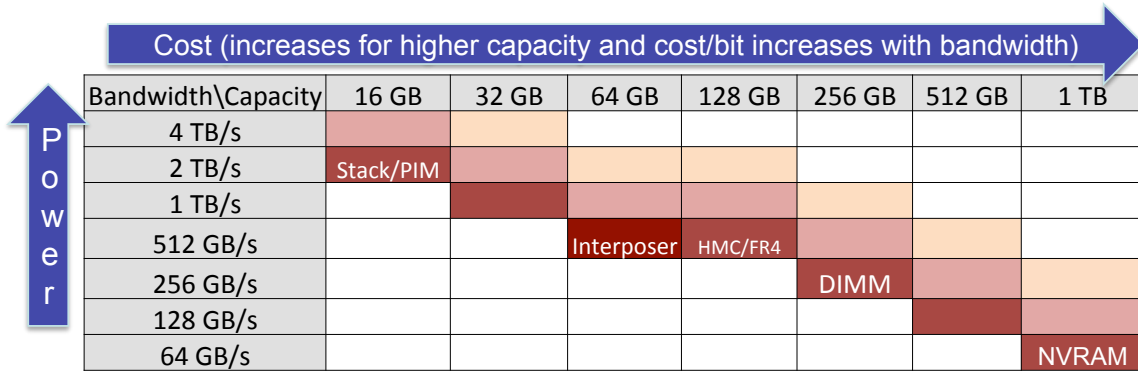 Cost (increases for higher capacity and cost/bit increases with bandwidth)
Power
Bandwidth\Capacity 16 GB 32 GB 64 GB 128 GB 256 GB 512 GB 1 TB
4 TB/s
2 TB/s Stack/PIM
1 TB/s
512 GB/s Interposer HMC/FR4
256 GB/s DIMM
128 GB/s
64 GB/s NVRAM